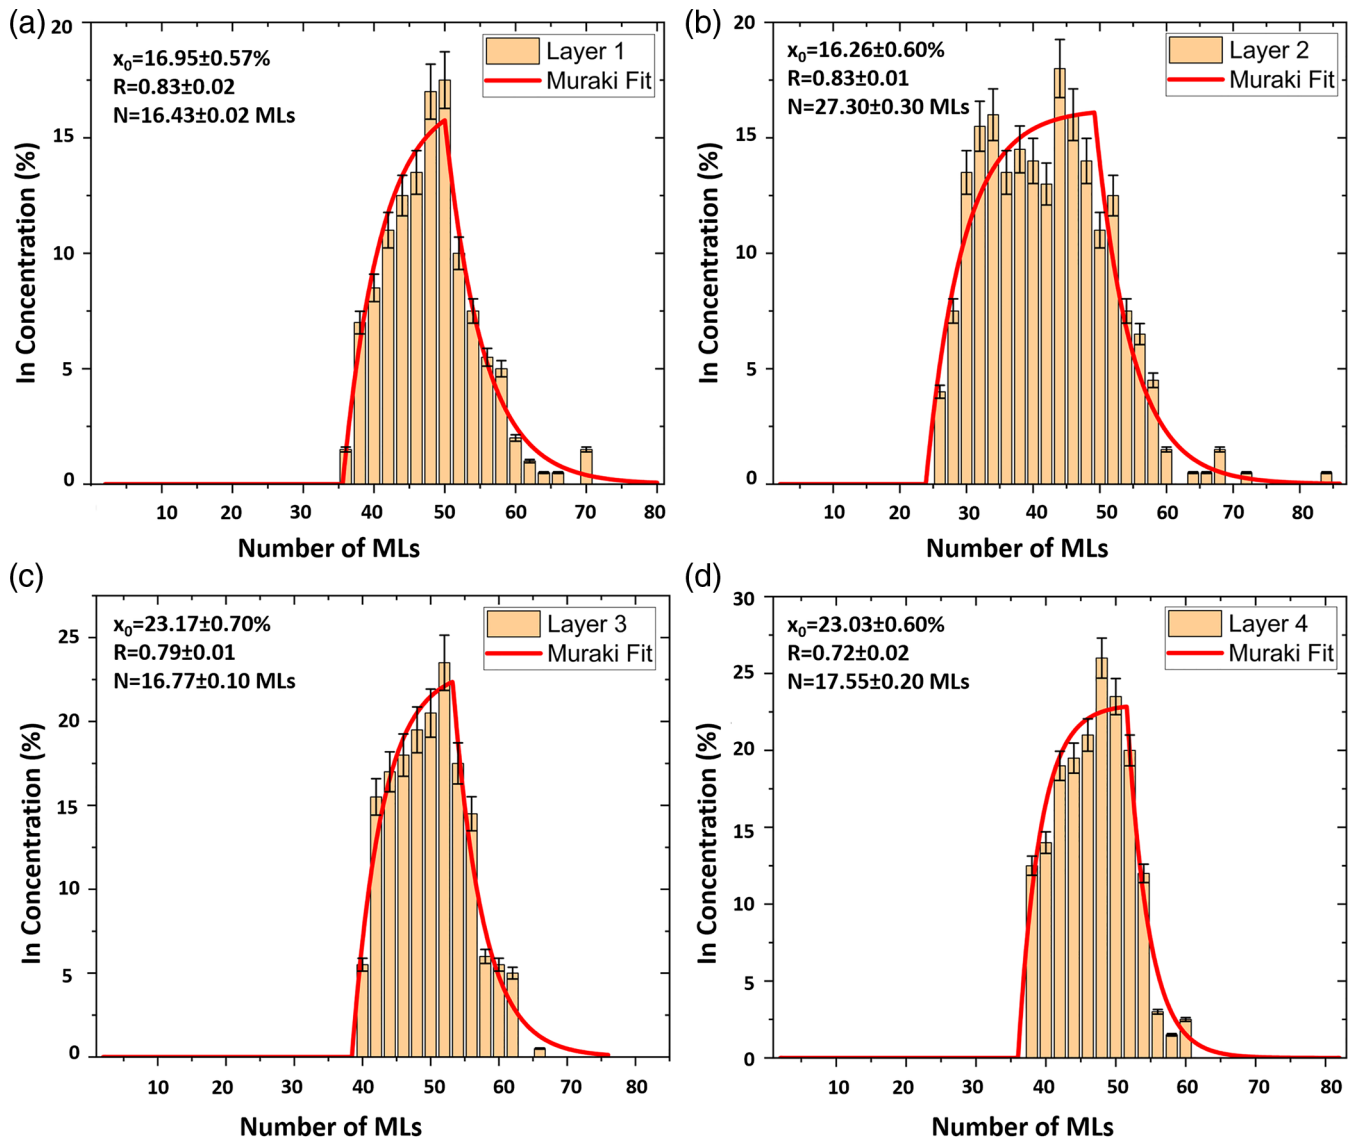 (a)
x0=16.95±0.57%
R=0.83±0.02
N=16.43±0.02 MLs
Layer 1
Muraki Fit
In Concentration (%)
20
15
10
5
0
10 20 30 40 50 60 70 80
Number of MLs
(b)
x0=16.26±0.60%
R=0.83±0.01
N=27.30±0.30 MLs
Layer 2
Muraki Fit
In Concentration (%)
20
15
10
5
0
10 20 30 40 50 60 70 80
Number of MLs
(c)
x0=23.17±0.70%
R=0.79±0.01
N=16.77±0.10 MLs
Layer 3
Muraki Fit
In Concentration (%)
25
20
15
10
5
0
10 20 30 40 50 60 70 80
Number of MLs
(d)
x0=23.03±0.60%
R=0.72±0.02
N=17.55±0.20 MLs
Layer 4
Muraki Fit
In Concentration (%)
30
25
20
15
10
5
0
10 20 30 40 50 60 70 80
Number of MLs